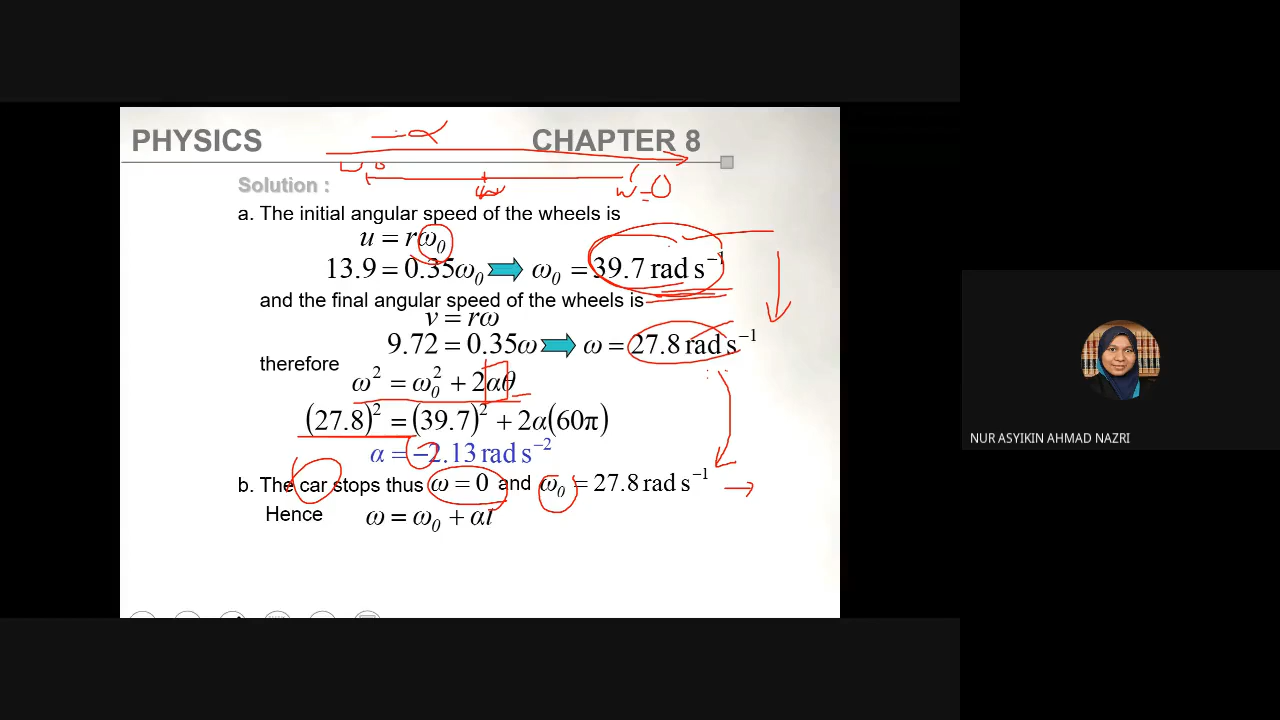 PHYSICS CHAPTER 8
−α
ω₀ ω ω=0
Solution :
a. The initial angular speed of the wheels is
u = rω₀
13.9 = 0.35ω₀ ω₀ = 39.7 rad s⁻¹
and the final angular speed of the wheels is
v = rω
9.72 = 0.35ω ω = 27.8 rad s⁻¹
therefore
ω² = ω₀² + 2αθ
(27.8)² = (39.7)² + 2α(60π)
α = −2.13 rad s⁻²
b. The car stops thus ω = 0 and ω₀ = 27.8 rad s⁻¹
Hence ω = ω₀ + αt
NUR ASYIKIN AHMAD NAZRI